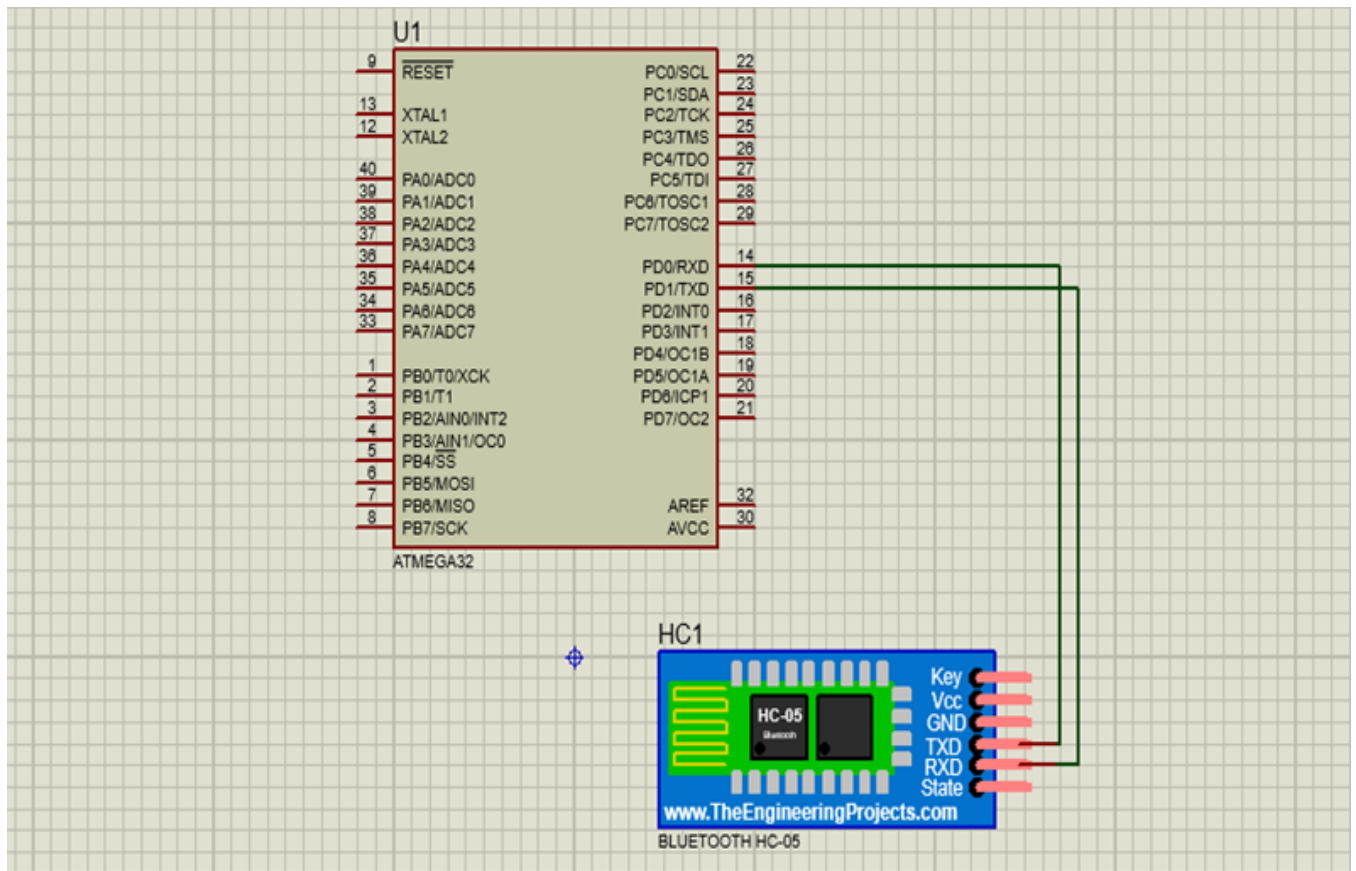 U1
9 RESET
13 XTAL1
12 XTAL2
40 PA0/ADC0
39 PA1/ADC1
38 PA2/ADC2
37 PA3/ADC3
36 PA4/ADC4
35 PA5/ADC5
34 PA6/ADC6
33 PA7/ADC7
1 PB0/T0/XCK
2 PB1/T1
3 PB2/AIN0/INT2
4 PB3/AIN1/OC0
5 PB4/SS
6 PB5/MOSI
7 PB6/MISO
8 PB7/SCK
PC0/SCL 22
PC1/SDA 23
PC2/TCK 24
PC3/TMS 25
PC4/TDO 26
PC5/TDI 27
PC6/TOSC1 28
PC7/TOSC2 29
PD0/RXD 14
PD1/TXD 15
PD2/INT0 16
PD3/INT1 17
PD4/OC1B 18
PD5/OC1A 19
PD6/ICP1 20
PD7/OC2 21
AREF 32
AVCC 30
ATMEGA32
HC1
HC-05
Bluetooth
Key
Vcc
GND
TXD
RXD
State
www.TheEngineeringProjects.com
BLUETOOTH HC-05